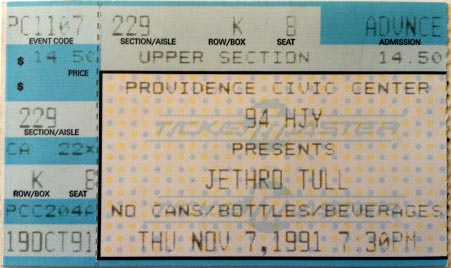 PC1107 229 K 8 ADVNCE
EVENT CODE SECTION/AISLE ROW/BOX SEAT ADMISSION
$ 14.50 UPPER SECTION 14.50
PRICE
$
PROVIDENCE CIVIC CENTER
229
94 HJY
SECTION/AISLE
TICKETMASTER
PRESENTS
CA 22×
JETHRO TULL
K 8
ROW/BOX SEAT
NO CANS/BOTTLES/BEVERAGES
19OCT91
THU NOV 7,1991 7:30PM